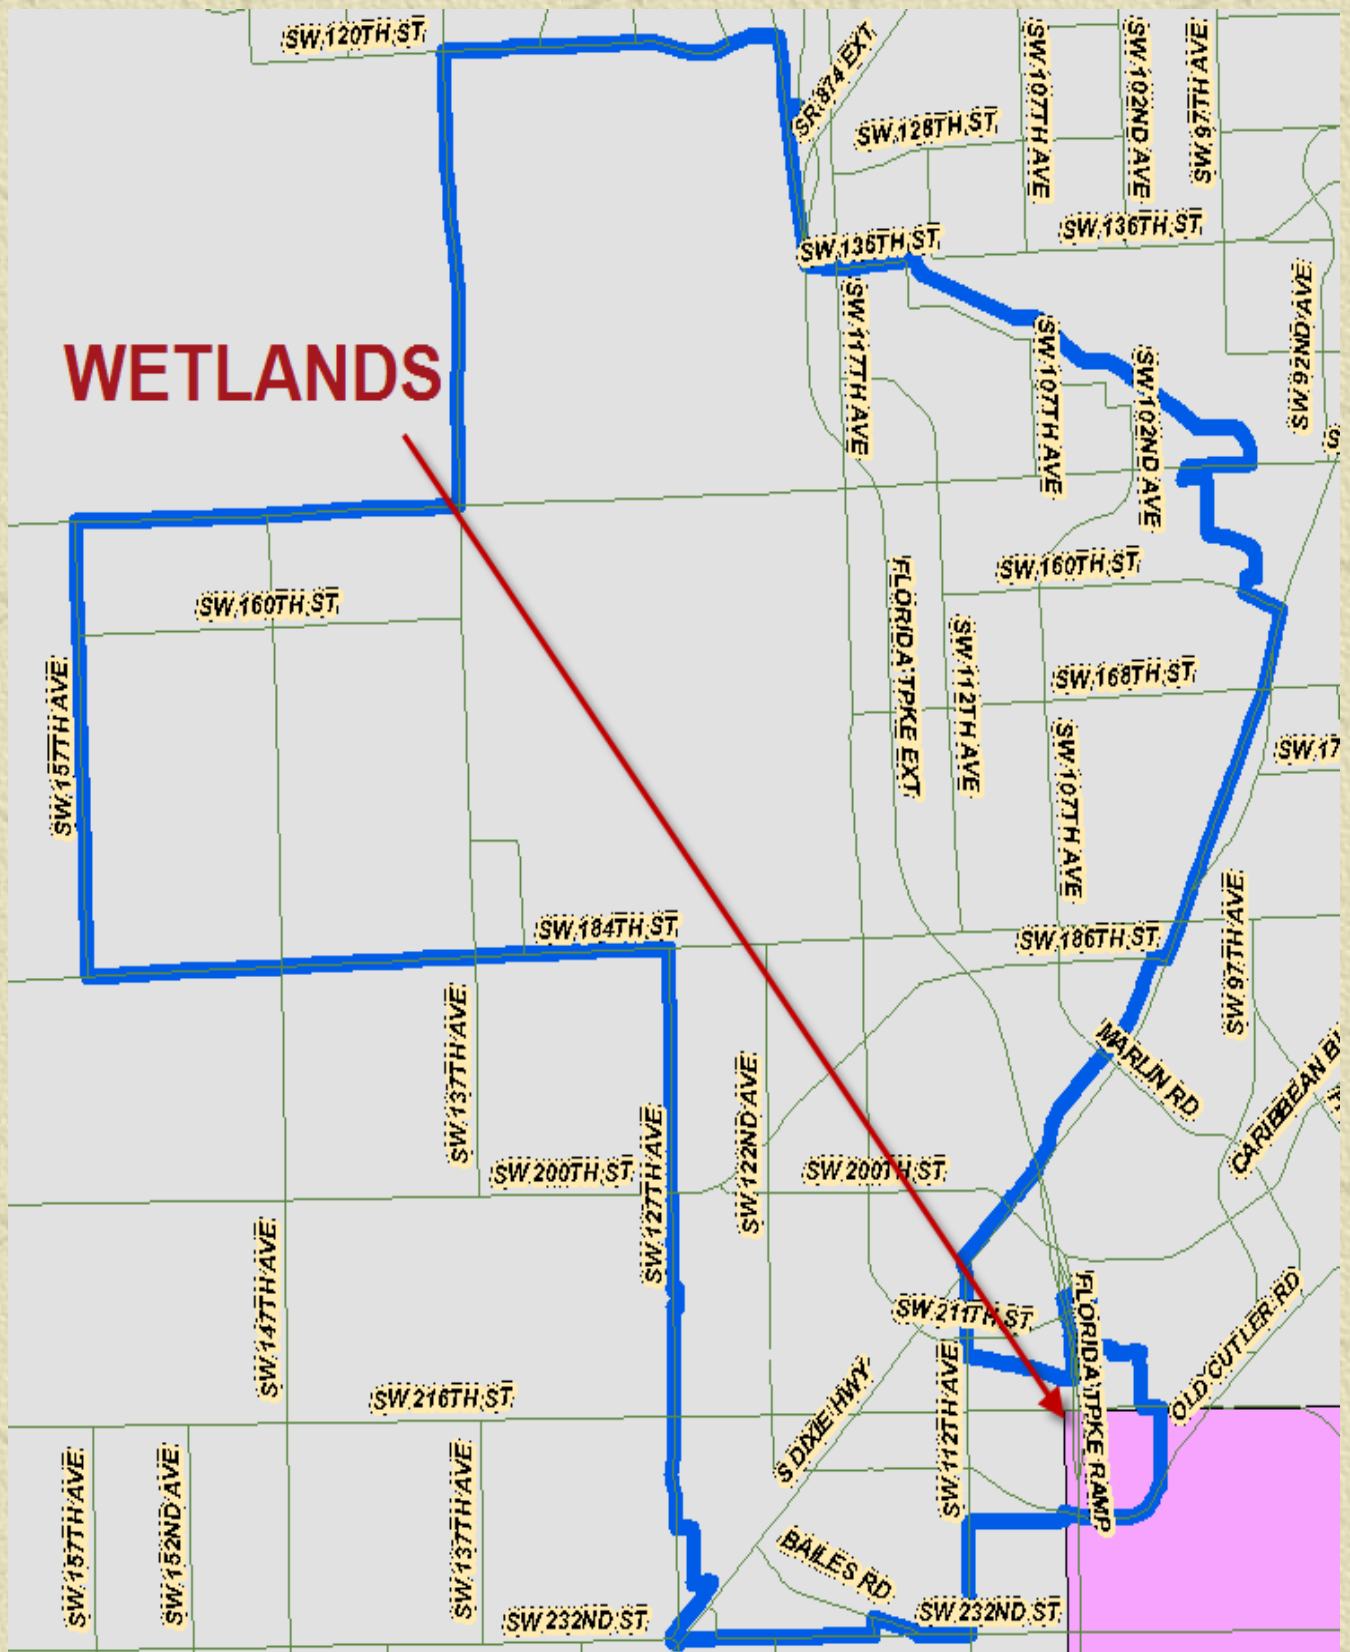 SW 120TH ST
SR 874 EXT
SW 107TH AVE
SW 102ND AVE
SW 97TH AVE
SW 128TH ST
SW 136TH ST
SW 136TH ST
SW 117TH AVE
SW 92ND AVE
WETLANDS
SW 107TH AVE
SW 102ND AVE
S
SW 160TH ST
FLORIDA TPKE EXT
SW 160TH ST
SW 112TH AVE
SW 157TH AVE
SW 168TH ST
SW 107TH AVE
SW 17
SW 184TH ST
SW 186TH ST
SW 97TH AVE
SW 137TH AVE
MARLIN RD
CARIBBEAN BL
SW 122ND AVE
SW 127TH AVE
SW 200TH ST
SW 200TH ST
SW 147TH AVE
SW 211TH ST
FLORIDA TPKE RAMP
OLD CUTLER RD
SW 216TH ST
S DIXIE HWY
SW 112TH AVE
SW 157TH AVE
SW 152ND AVE
SW 137TH AVE
BAILES RD
SW 232ND ST
SW 232ND ST